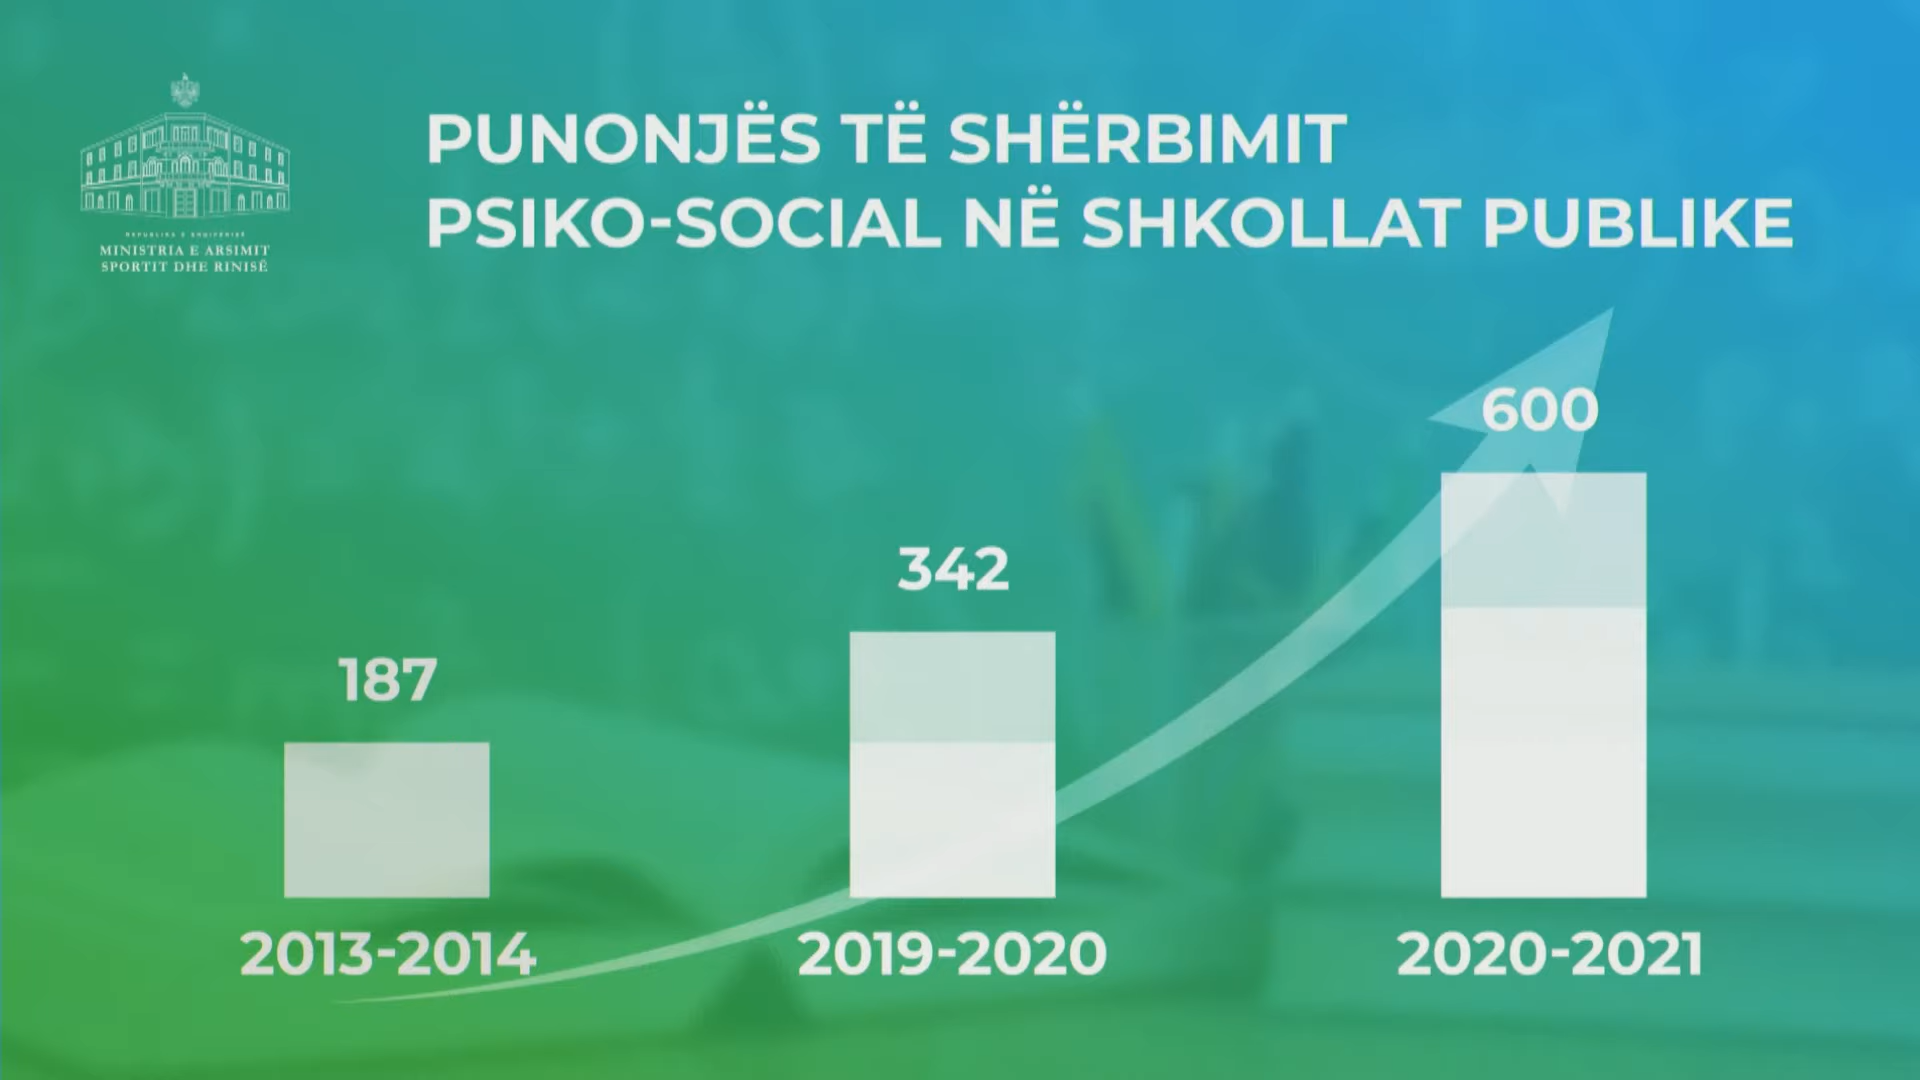 PUNONJËS TË SHËRBIMIT
PSIKO-SOCIAL NË SHKOLLAT PUBLIKE
REPUBLIKA E SHQIPËRISË
MINISTRIA E ARSIMIT
SPORTIT DHE RINISË
187
342
600
2013-2014
2019-2020
2020-2021